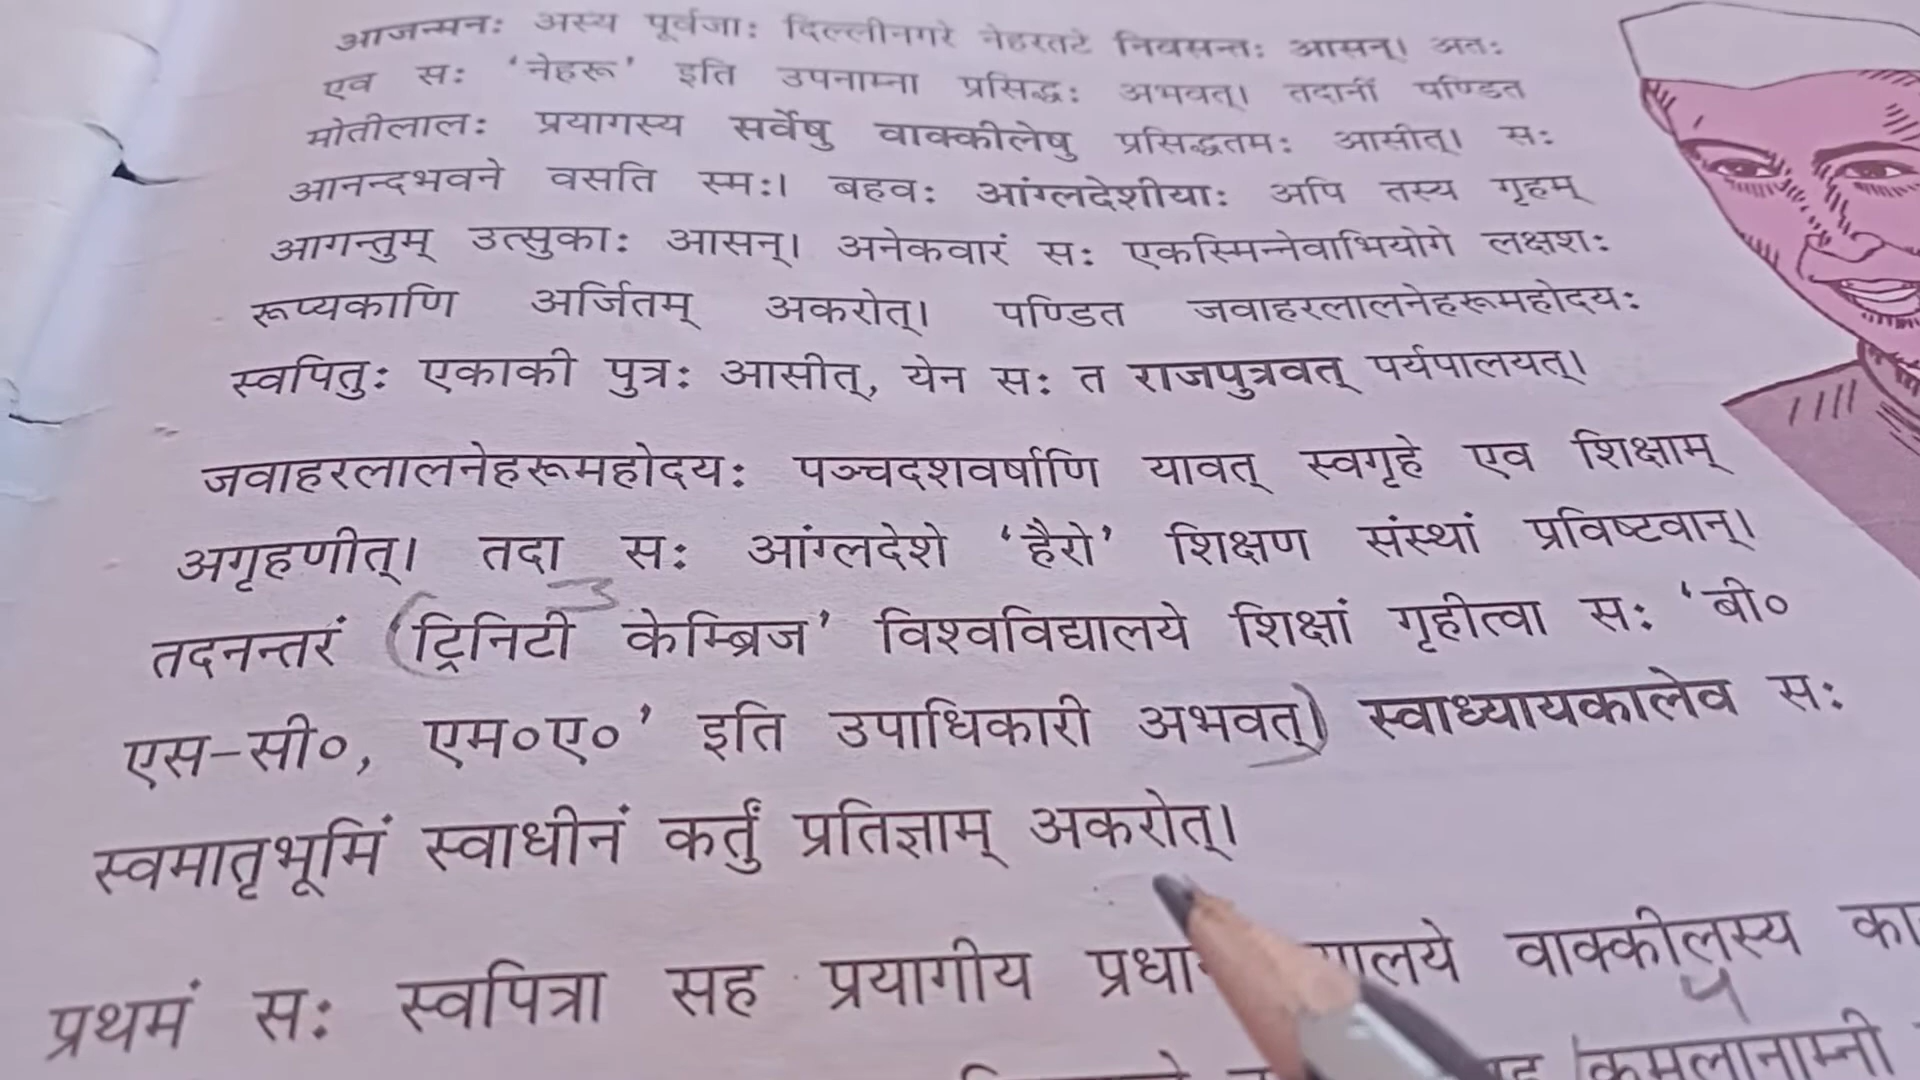 आजन्मनः अस्य पूर्वजाः दिल्लीनगरे नेहरतटे निवसन्तः आसन्। अतः
एव सः 'नेहरू' इति उपनाम्ना प्रसिद्धः अभवत्। तदानीं पण्डित
मोतीलालः प्रयागस्य सर्वेषु वाक्कीलेषु प्रसिद्धतमः आसीत्। सः
आनन्दभवने वसति स्मः। बहवः आंग्लदेशीयाः अपि तस्य गृहम्
आगन्तुम् उत्सुकाः आसन्। अनेकवारं सः एकस्मिन्नेवाभियोगे लक्षशः
रूप्यकाणि अर्जितम् अकरोत्। पण्डित जवाहरलालनेहरूमहोदयः
स्वपितुः एकाकी पुत्रः आसीत्, येन सः त राजपुत्रवत् पर्यपालयत्।
जवाहरलालनेहरूमहोदयः पञ्चदशवर्षाणि यावत् स्वगृहे एव शिक्षाम्
अगृहणीत्। तदा सः आंग्लदेशे 'हैरो' शिक्षण संस्थां प्रविष्टवान्।
3
तदनन्तरं (ट्रिनिटी केम्ब्रिज' विश्वविद्यालये शिक्षां गृहीत्वा सः 'बी०
एस-सी०, एम०ए०' इति उपाधिकारी अभवत्) स्वाध्यायकालेव सः
स्वमातृभूमिं स्वाधीनं कर्तुं प्रतिज्ञाम् अकरोत्।
प्रथमं सः स्वपित्रा सह प्रयागीय वाक्कीलस्य
५
कमलानाम्नी